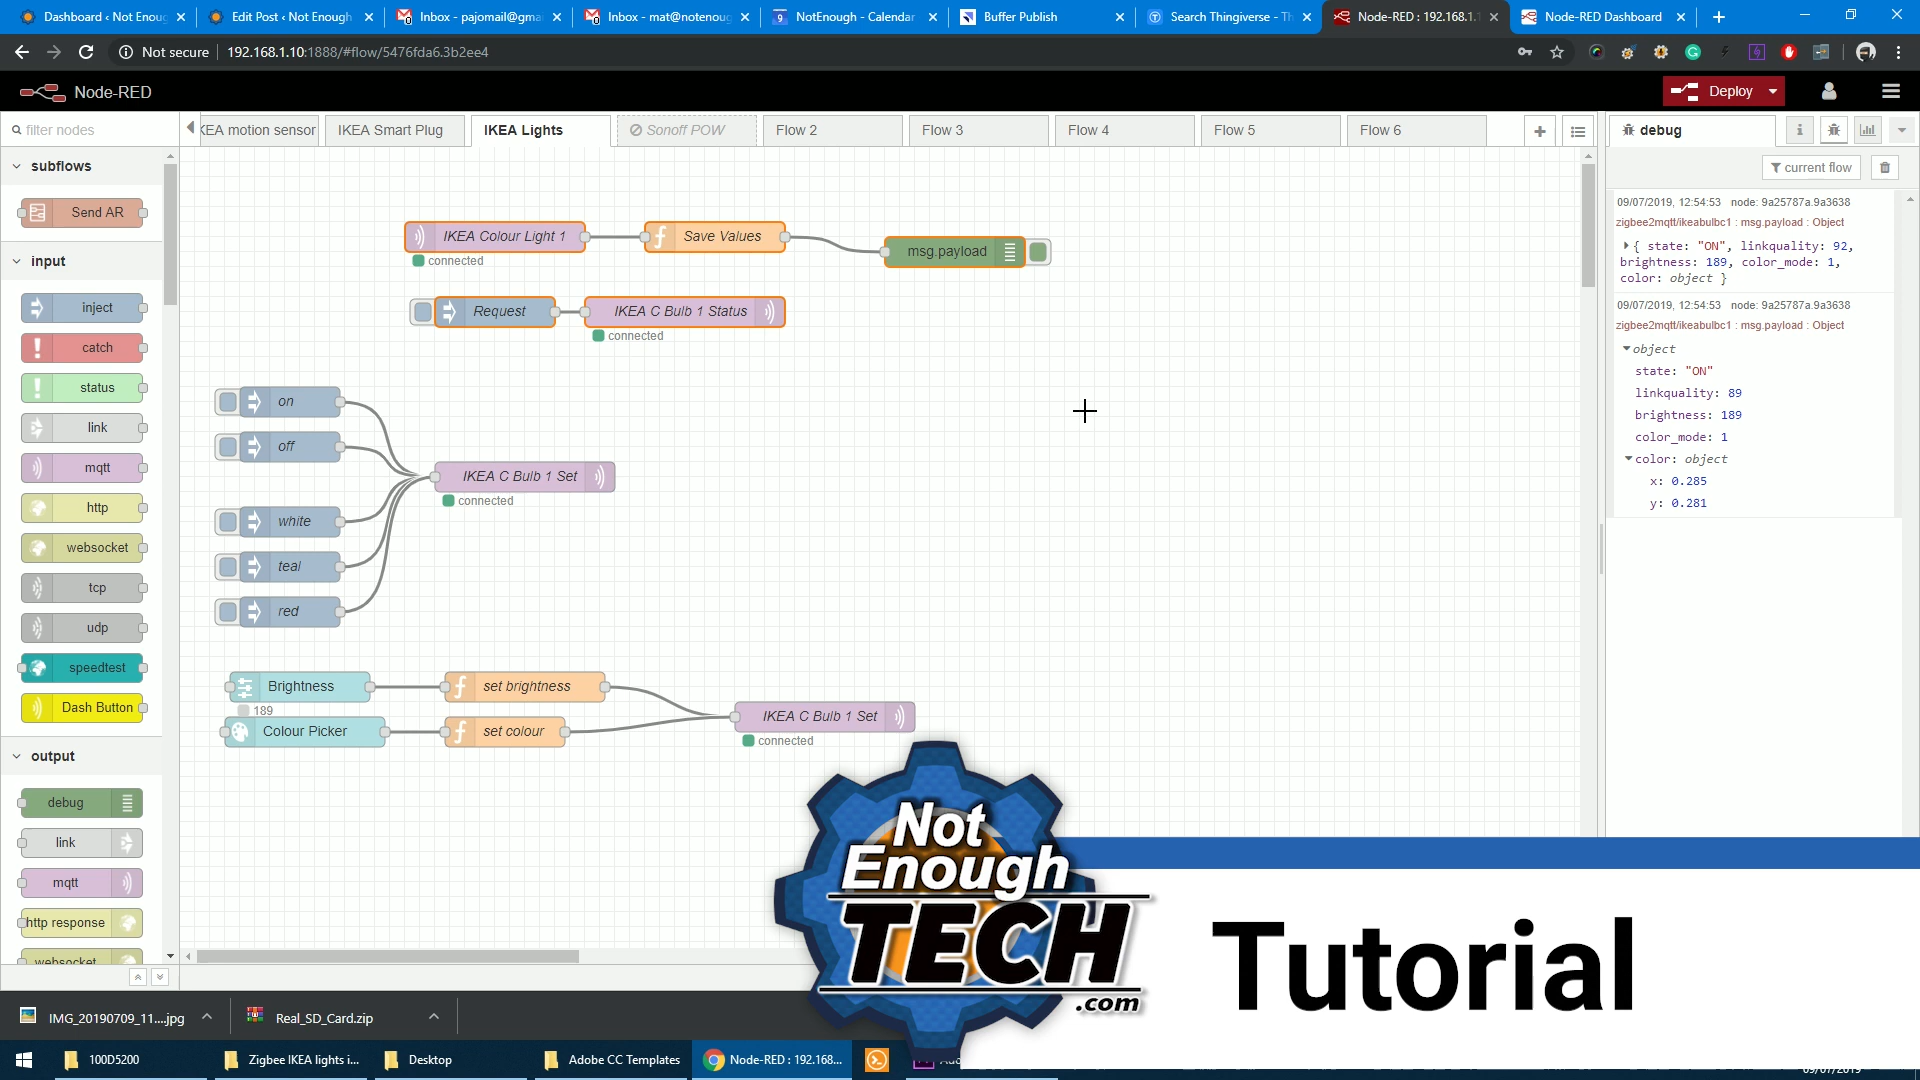 Dashboard ‹ Not Enoug
Edit Post ‹ Not Enough
Inbox - pajomail@gma
Inbox - mat@notenoug
NotEnough - Calendar
Buffer Publish
Search Thingiverse - Th
Node-RED : 192.168.1.1
Node-RED Dashboard
Not secure
192.168.1.10:1888/#flow/5476fda6.3b2ee4
Node-RED
Deploy
filter nodes
KEA motion sensor
IKEA Smart Plug
IKEA Lights
Sonoff POW
Flow 2
Flow 3
Flow 4
Flow 5
Flow 6
debug
current flow
subflows
Send AR
input
inject
catch
status
link
mqtt
http
websocket
tcp
udp
speedtest
Dash Button
output
debug
link
mqtt
http response
websocket
IKEA Colour Light 1
connected
Save Values
msg.payload
Request
IKEA C Bulb 1 Status
connected
on
off
IKEA C Bulb 1 Set
connected
white
teal
red
Brightness
189
set brightness
Colour Picker
set colour
IKEA C Bulb 1 Set
connected
09/07/2019, 12:54:53 node: 9a25787a.9a3638
zigbee2mqtt/ikeabulbc1 : msg.payload : Object
{ state: "ON", linkquality: 92,
brightness: 189, color_mode: 1,
color: object }
09/07/2019, 12:54:53 node: 9a25787a.9a3638
zigbee2mqtt/ikeabulbc1 : msg.payload : Object
object
state: "ON"
linkquality: 89
brightness: 189
color_mode: 1
color: object
x: 0.285
y: 0.281
Not
Enough
TECH
.com
Tutorial
IMG_20190709_11....jpg
Real_SD_Card.zip
100D5200
Zigbee IKEA lights i...
Desktop
Adobe CC Templates
Node-RED : 192.168...